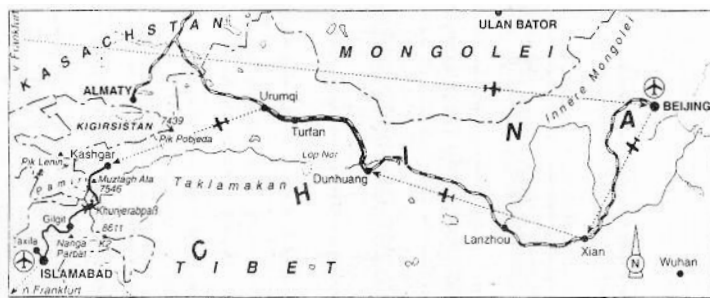 v Frankfurt
KASACHSTAN
ULAN BATOR
MONGOLEI
Innere Mongolei
ALMATY
BEIJING
Urumqi
7439
KIGIRSISTAN
Pik Pobjeda
Turfan
CHINA
Pik Lenin
Kashgar
Lop Nor
Pamir
Muztagh Ata
7546
Taklamakan
Dunhuang
Khunjerabpaß
Gilgit
8611
K2
Lanzhou
Xian
Taxila
Nanga
Parbat
TIBET
N
Wuhan
ISLAMABAD
n Frankfurt